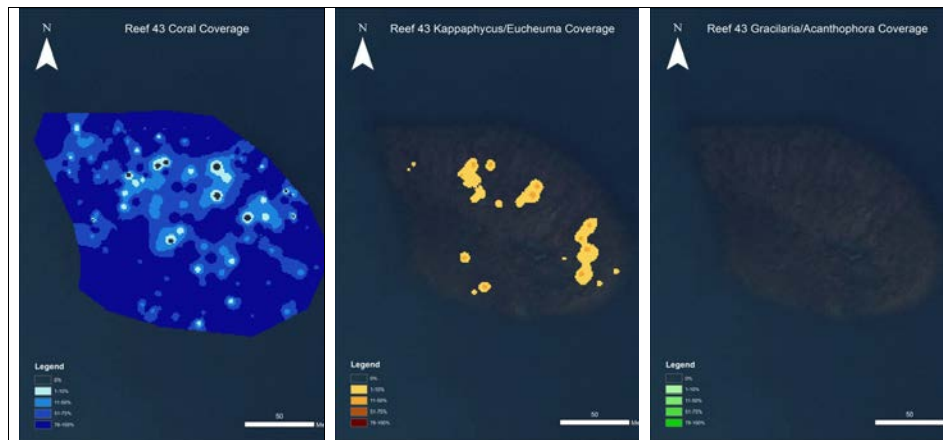 N
Reef 43 Coral Coverage
Legend
0%
1-10%
11-50%
51-75%
76-100%
50
N
Reef 43 Kappaphycus/Eucheuma Coverage
Legend
0%
1-10%
11-50%
51-75%
76-100%
50
N
Reef 43 Gracilaria/Acanthophora Coverage
Legend
0%
1-10%
11-50%
51-75%
76-100%
50